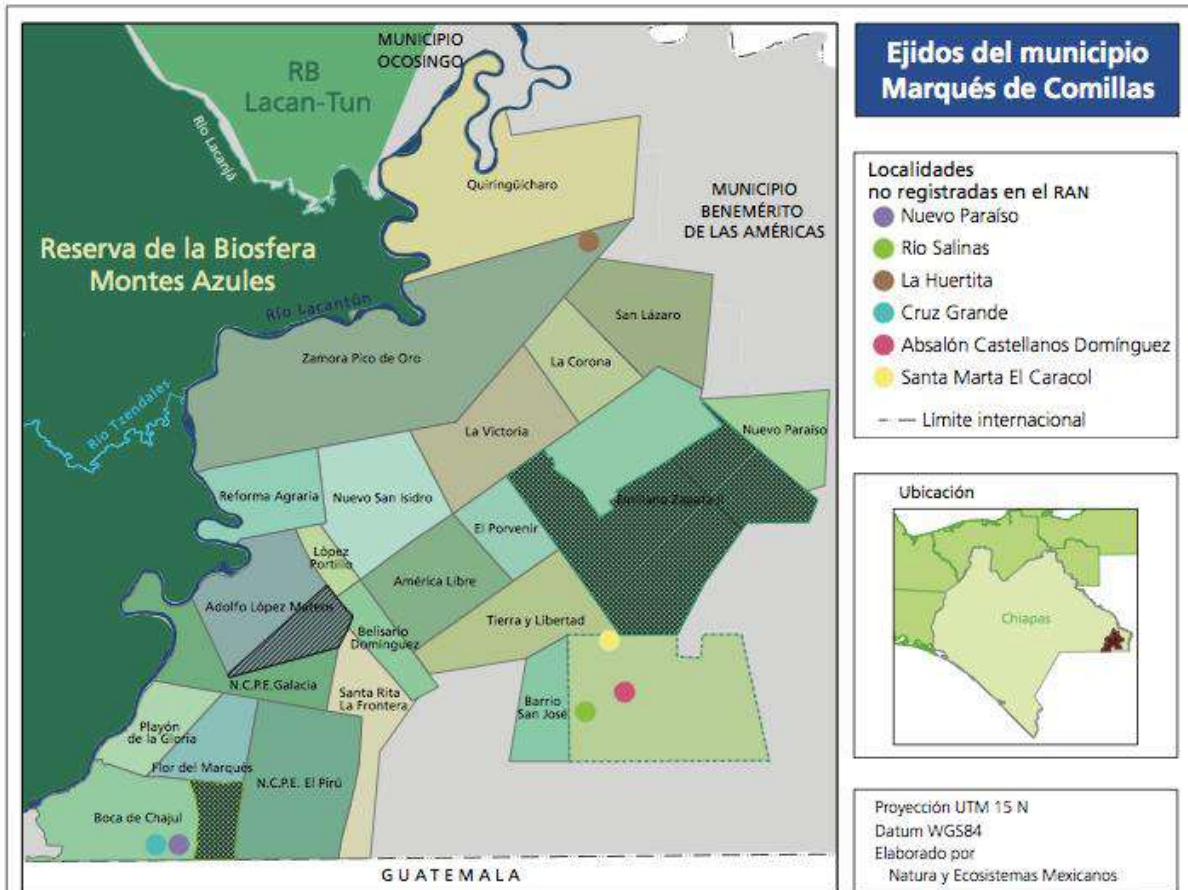 Ejidos del municipio
Marqués de Comillas
Localidades
no registradas en el RAN
Nuevo Paraíso
Río Salinas
La Huertita
Cruz Grande
Absalón Castellanos Domínguez
Santa Marta El Caracol
Límite internacional
Ubicación
Chiapas
Proyección UTM 15 N
Datum WGS84
Elaborado por
Natura y Ecosistemas Mexicanos
MUNICIPIO
OCOSINGO
RB
Lacan-Tun
Río Lacanjá
Quiringüicharo
MUNICIPIO
BENEMÉRITO
DE LAS AMÉRICAS
Reserva de la Biosfera
Montes Azules
Río Lacantún
Río Tzendales
San Lázaro
Zamora Pico de Oro
La Corona
La Victoria
Nuevo Paraíso
Reforma Agraria
Nuevo San Isidro
Emiliano Zapata II
El Porvenir
López
Portillo
América Libre
Adolfo López Mateos
Tierra y Libertad
Belisario
Domínguez
N.C.P.E. Galacia
Santa Rita
La Frontera
Barrio
San José
Playón
de la Gloria
Flor del Marqués
N.C.P.E. El Pirú
Boca de Chajul
GUATEMALA